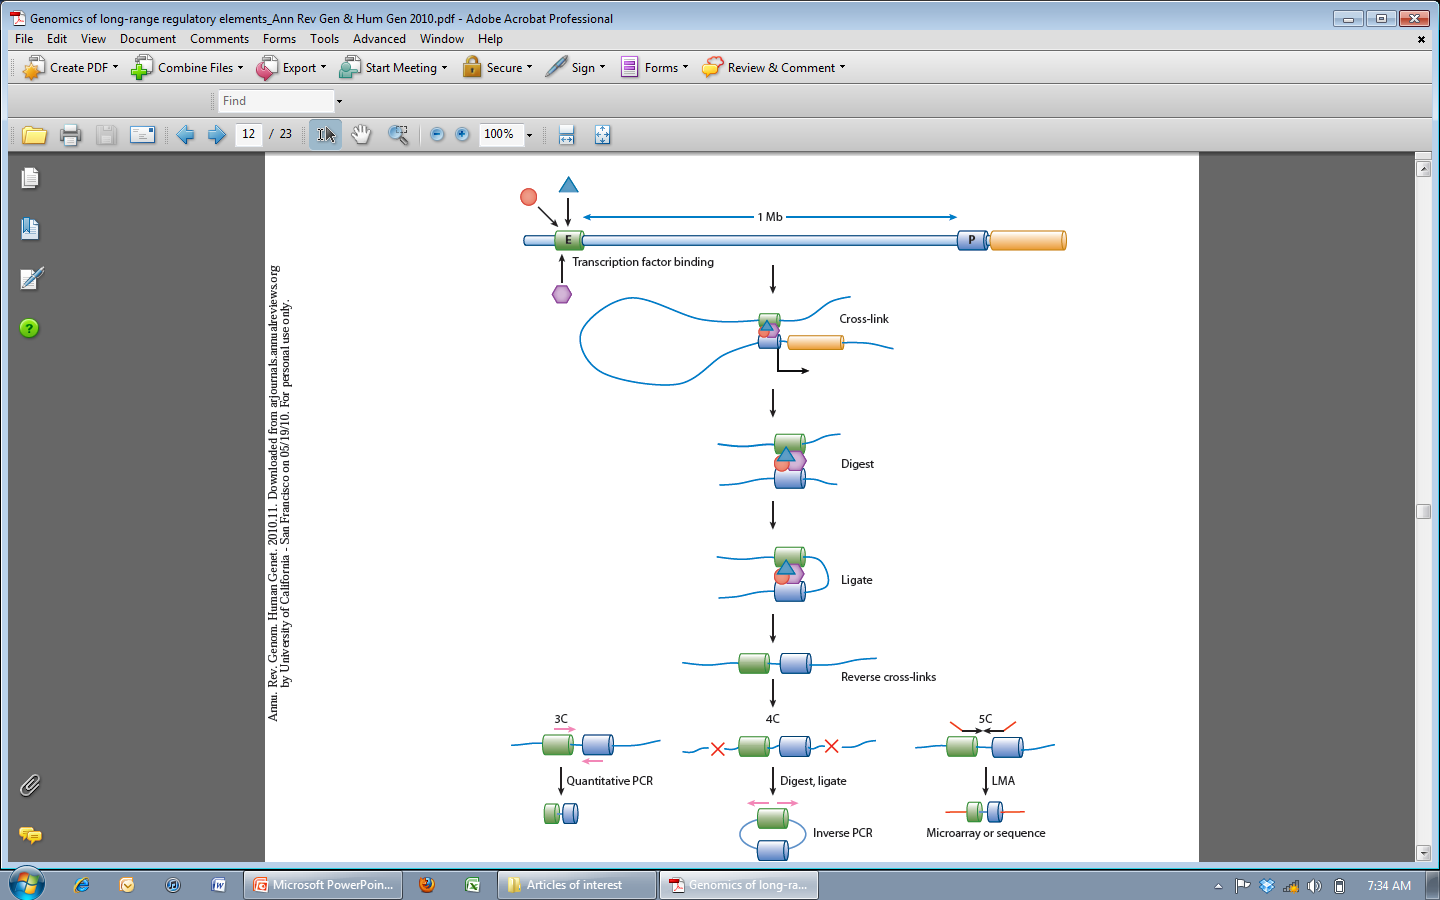 Genomics of long-range regulatory elements_Ann Rev Gen & Hum Gen 2010.pdf - Adobe Acrobat Professional
File Edit View Document Comments Forms Tools Advanced Window Help
Create PDF Combine Files Export Start Meeting Secure Sign Forms Review & Comment
Find
12 / 23 100%
1 Mb
E P
Transcription factor binding
Cross-link
Digest
Ligate
Reverse cross-links
3C 4C 5C
Quantitative PCR Digest, ligate LMA
Inverse PCR Microarray or sequence
Annu. Rev. Genom. Human Genet. 2010.11. Downloaded from arjournals.annualreviews.org
by University of California - San Francisco on 05/19/10. For personal use only.
Microsoft PowerPoin... Articles of interest Genomics of long-ra... 7:34 AM